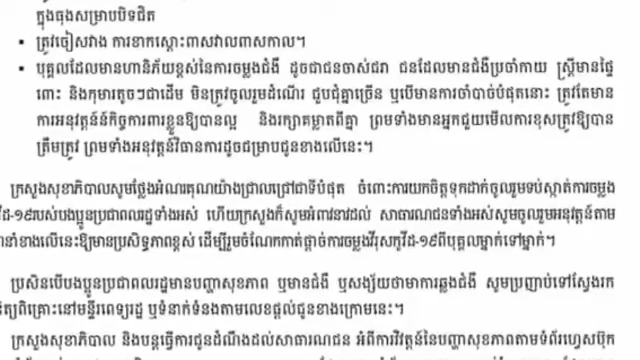 ក្នុងធុងសម្រាប់បិទជិត
• ត្រូវចៀសវាង ការខាកស្តោះពាសវាលពាសកាល។
• បុគ្គលដែលមានហានិភ័យខ្ពស់នៃការចម្លងជំងឺ ដូចជាជនចាស់ជរា ជនដែលមានជំងឺប្រចាំកាយ ស្ត្រីមានផ្ទៃ
ពោះ និងកុមារតូចៗជាដើម មិនត្រូវចូលរួមដំណើរ ជួបជុំគ្នាច្រើន ឬបើមានការចាំបាច់បំផុតនោះ ត្រូវតែមាន
ការអនុវត្តន៍កិច្ចការពារខ្លួនឱ្យបានល្អ និងរក្សាគម្លាតពីគ្នា ព្រមទាំងមានអ្នកជួយមើលការខុសត្រូវឱ្យបាន
ត្រឹមត្រូវ ព្រមទាំងអនុវត្តន៍វិធានការដូចជម្រាបជូនខាងលើនេះ។
ក្រសួងសុខាភិបាលសូមថ្លែងអំណរគុណយ៉ាងជ្រាលជ្រៅជាទីបំផុត ចំពោះការយកចិត្តទុកដាក់ចូលរួមទប់ស្កាត់ការចម្លង
វីដ-១៩របស់បងប្អូនប្រជាពលរដ្ឋទាំងអស់ ហើយក្រសួងក៏សូមអំពាវនាវដល់ សាធារណជនទាំងអស់សូមចូលរួមអនុវត្តន៍តាម
នាំខាងលើនេះឱ្យមានប្រសិទ្ធភាពខ្ពស់ ដើម្បីរួមចំណែកកាត់ផ្តាច់ការចម្លងវីរុសកូវីដ-១៩ពីបុគ្គលម្នាក់ទៅម្នាក់។
ប្រសិនបើបងប្អូនប្រជាពលរដ្ឋមានបញ្ហាសុខភាព ឬមានជំងឺ ឬសង្ស័យថាមាការឆ្លងជំងឺ សូមប្រញាប់ទៅស្វែងរក
ពិគ្រោះនៅមន្ទីរពេទ្យរដ្ឋ ឬទំនាក់ទំនងតាមលេខផ្តល់ជូនខាងក្រោមនេះ។
ក្រសួងសុខាភិបាល និងបន្តធ្វើការជូនដំណឹងដល់សាធារណជន អំពីការវិវត្តន៍នៃបញ្ហាសុខភាពតាមទំព័រហ្វេសប៊ុក